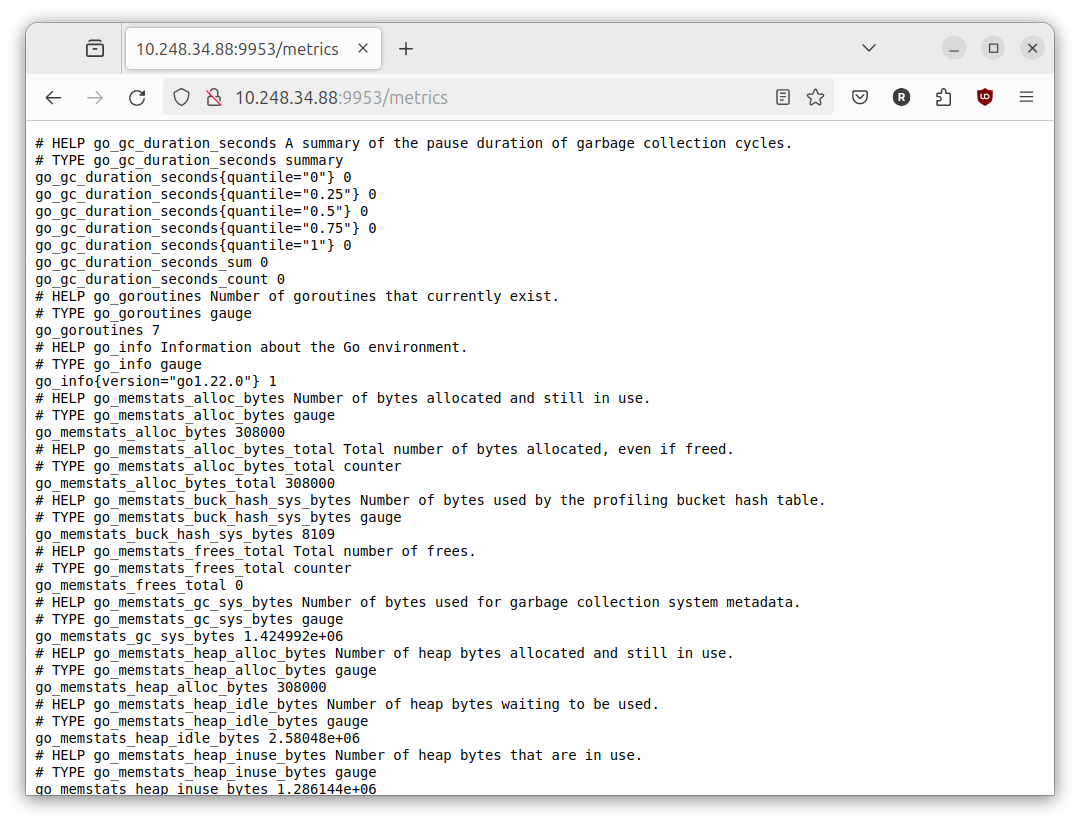 10.248.34.88:9953/metrics
10.248.34.88:9953/metrics
R
# HELP go_gc_duration_seconds A summary of the pause duration of garbage collection cycles.
# TYPE go_gc_duration_seconds summary
go_gc_duration_seconds{quantile="0"} 0
go_gc_duration_seconds{quantile="0.25"} 0
go_gc_duration_seconds{quantile="0.5"} 0
go_gc_duration_seconds{quantile="0.75"} 0
go_gc_duration_seconds{quantile="1"} 0
go_gc_duration_seconds_sum 0
go_gc_duration_seconds_count 0
# HELP go_goroutines Number of goroutines that currently exist.
# TYPE go_goroutines gauge
go_goroutines 7
# HELP go_info Information about the Go environment.
# TYPE go_info gauge
go_info{version="go1.22.0"} 1
# HELP go_memstats_alloc_bytes Number of bytes allocated and still in use.
# TYPE go_memstats_alloc_bytes gauge
go_memstats_alloc_bytes 308000
# HELP go_memstats_alloc_bytes_total Total number of bytes allocated, even if freed.
# TYPE go_memstats_alloc_bytes_total counter
go_memstats_alloc_bytes_total 308000
# HELP go_memstats_buck_hash_sys_bytes Number of bytes used by the profiling bucket hash table.
# TYPE go_memstats_buck_hash_sys_bytes gauge
go_memstats_buck_hash_sys_bytes 8109
# HELP go_memstats_frees_total Total number of frees.
# TYPE go_memstats_frees_total counter
go_memstats_frees_total 0
# HELP go_memstats_gc_sys_bytes Number of bytes used for garbage collection system metadata.
# TYPE go_memstats_gc_sys_bytes gauge
go_memstats_gc_sys_bytes 1.424992e+06
# HELP go_memstats_heap_alloc_bytes Number of heap bytes allocated and still in use.
# TYPE go_memstats_heap_alloc_bytes gauge
go_memstats_heap_alloc_bytes 308000
# HELP go_memstats_heap_idle_bytes Number of heap bytes waiting to be used.
# TYPE go_memstats_heap_idle_bytes gauge
go_memstats_heap_idle_bytes 2.58048e+06
# HELP go_memstats_heap_inuse_bytes Number of heap bytes that are in use.
# TYPE go_memstats_heap_inuse_bytes gauge
go_memstats_heap_inuse_bytes 1.286144e+06